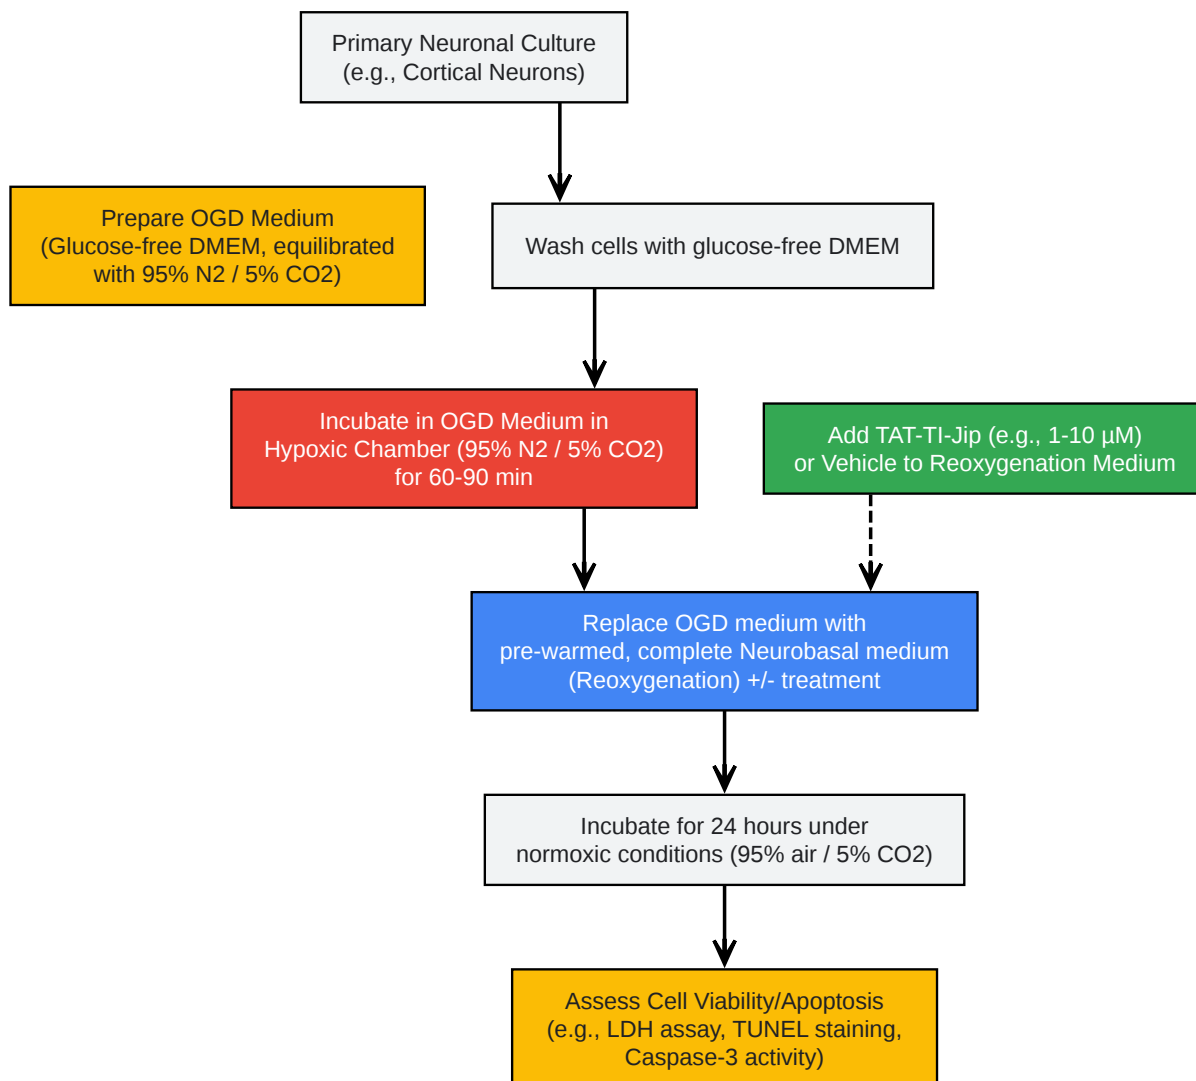 Primary Neuronal Culture
(e.g., Cortical Neurons)
Prepare OGD Medium
(Glucose-free DMEM, equilibrated
with 95% N2 / 5% CO2)
Wash cells with glucose-free DMEM
Incubate in OGD Medium in
Hypoxic Chamber (95% N2 / 5% CO2)
for 60-90 min
Add TAT-TI-Jip (e.g., 1-10 µM)
or Vehicle to Reoxygenation Medium
Replace OGD medium with
pre-warmed, complete Neurobasal medium
(Reoxygenation) +/- treatment
Incubate for 24 hours under
normoxic conditions (95% air / 5% CO2)
Assess Cell Viability/Apoptosis
(e.g., LDH assay, TUNEL staining,
Caspase-3 activity)